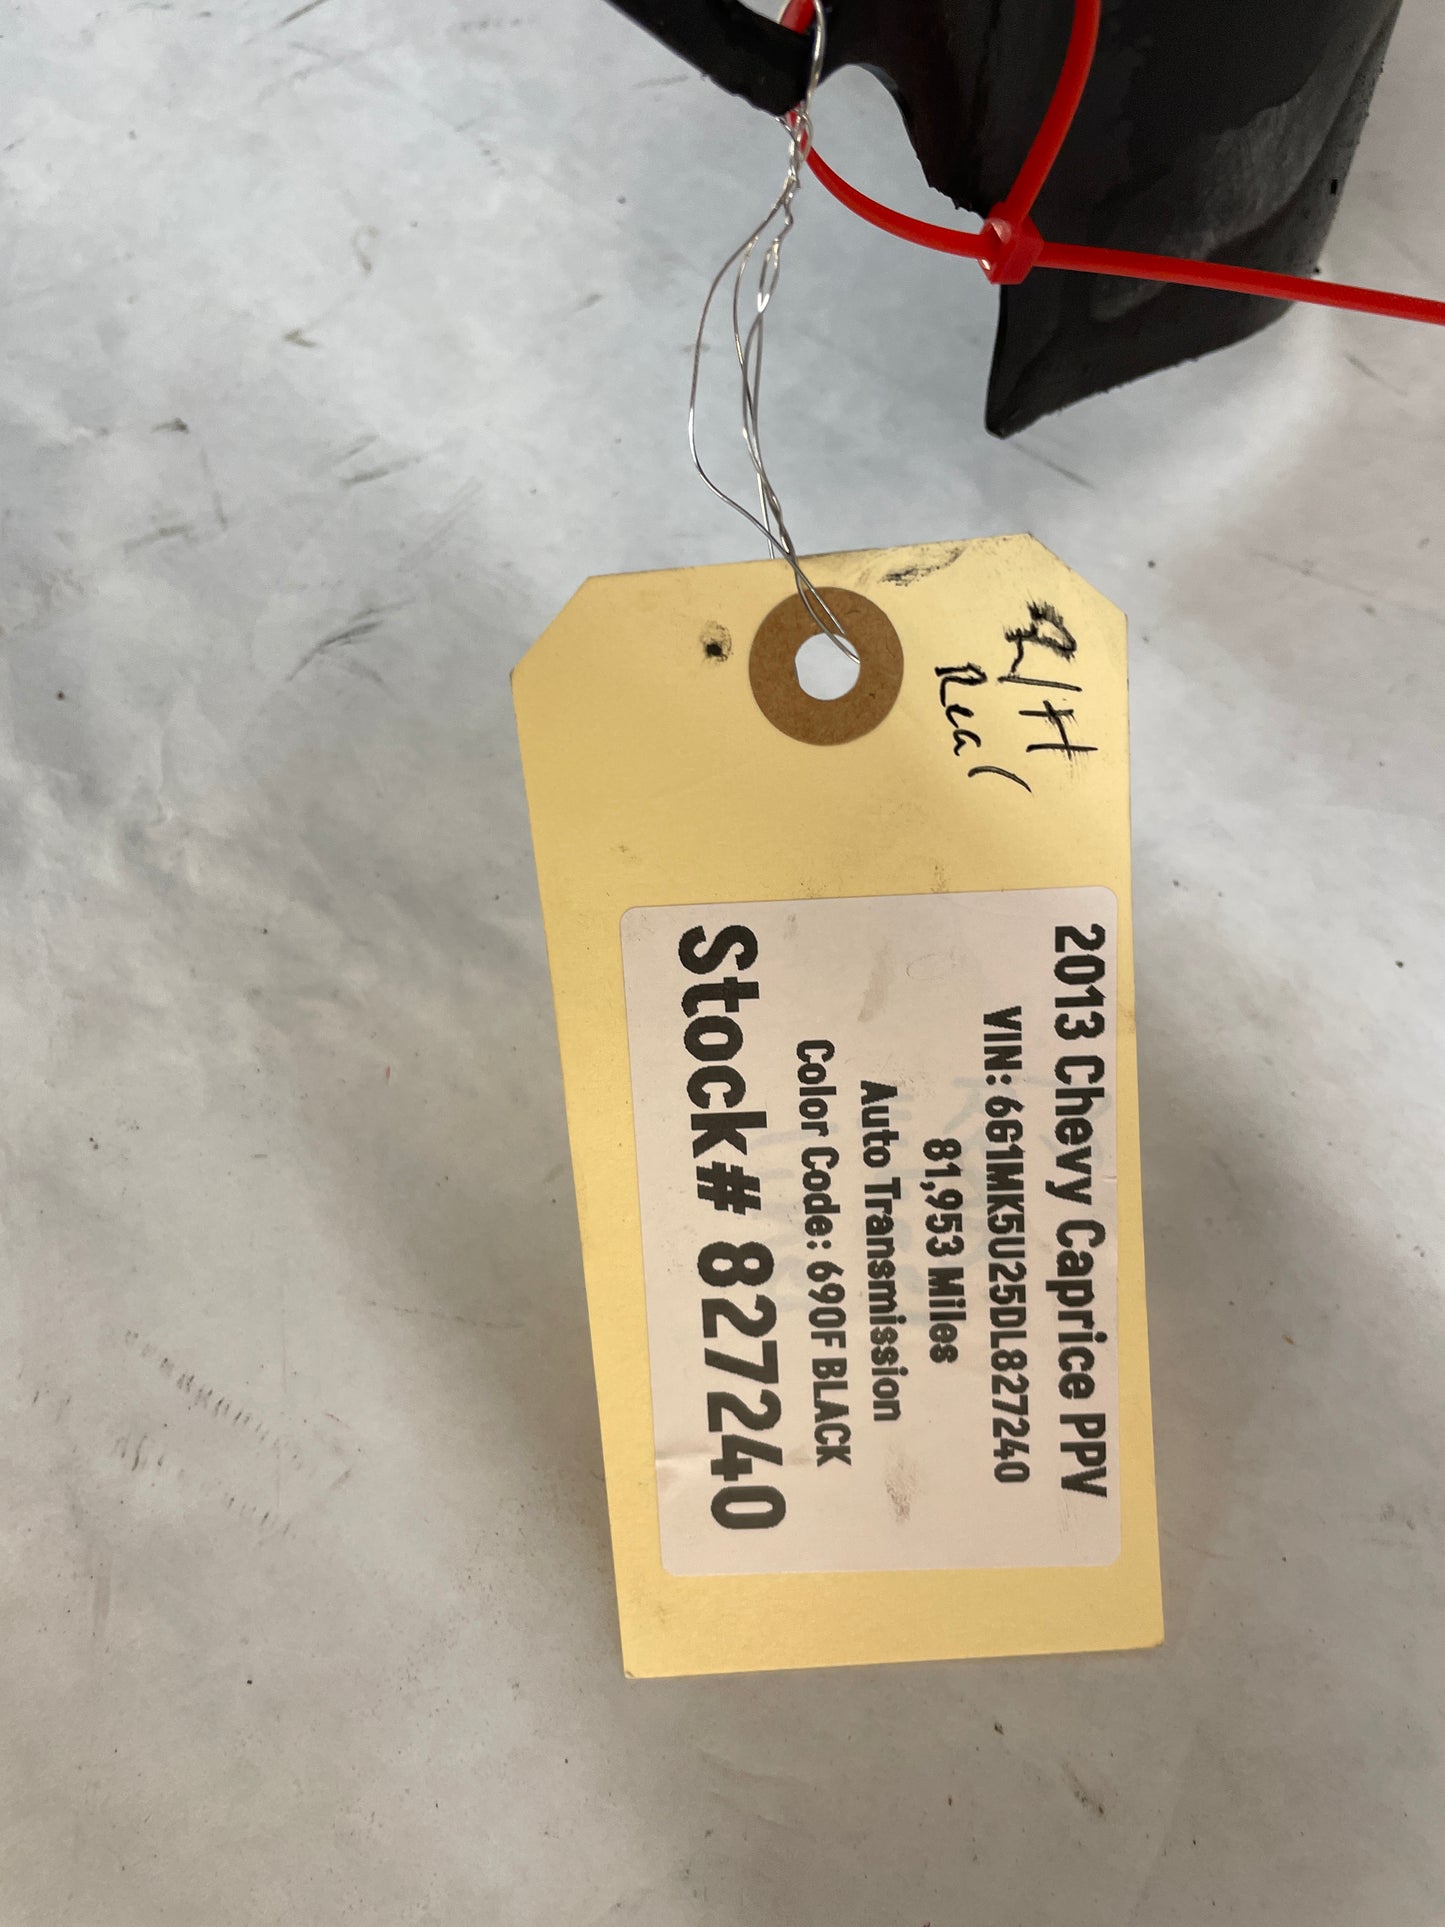 R/H
Rear
2013 Chevy Caprice PPV
VIN: 6G1MK5U25DL827240
81,953 Miles
Auto Transmission
Color Code: 690F BLACK
Stock# 827240